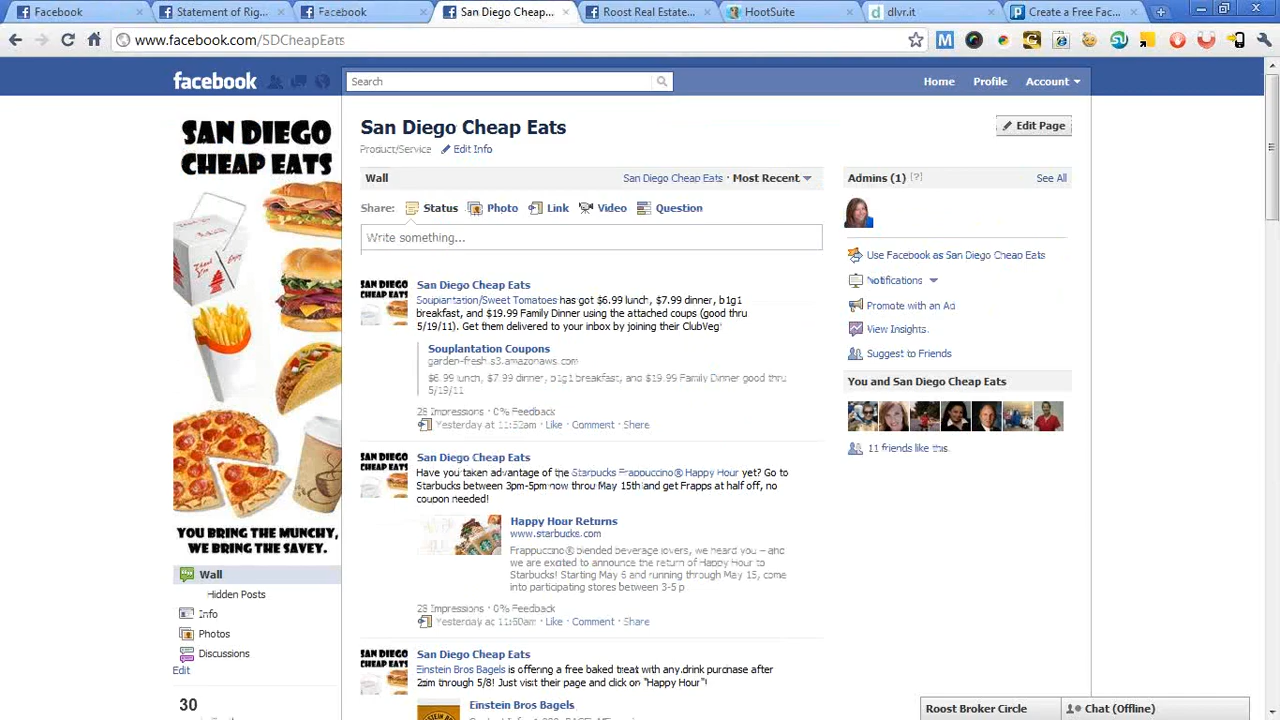 Facebook
Statement of Rig...
Facebook
San Diego Cheap...
Roost Real Estate...
HootSuite
dlvr.it
Create a Free Fac...
www.facebook.com/SDCheapEats
facebook
Search
Home
Profile
Account
SAN DIEGO
CHEAP EATS
YOU BRING THE MUNCHY,
WE BRING THE SAVEY.
Wall
Hidden Posts
Info
Photos
Discussions
Edit
30
San Diego Cheap Eats
Product/Service
Edit Info
Edit Page
Wall
San Diego Cheap Eats · Most Recent
Share:
Status
Photo
Link
Video
Question
Write something...
San Diego Cheap Eats
Souplantation/Sweet Tomatoes has got $6.99 lunch, $7.99 dinner, b1g1
breakfast, and $19.99 Family Dinner using the attached coups (good thru
5/19/11). Get them delivered to your inbox by joining their ClubVeg
Souplantation Coupons
garden-fresh.s3.amazonaws.com
$6.99 lunch, $7.99 dinner, b1g1 breakfast, and $19.99 Family Dinner good thru
5/19/11
28 Impressions · 0% Feedback
Yesterday at 11:52am · Like · Comment · Share
San Diego Cheap Eats
Have you taken advantage of the Starbucks Frappuccino® Happy Hour yet? Go to
Starbucks between 3pm-5pm now throu May 15th and get Frapps at half off, no
coupon needed!
Happy Hour Returns
www.starbucks.com
Frappuccino® blended beverage lovers, we heard you – and
we are excited to announce the return of Happy Hour to
Starbucks! Starting May 6 and running through May 15, come
into participating stores between 3-5 p
28 Impressions · 0% Feedback
Yesterday at 11:50am · Like · Comment · Share
San Diego Cheap Eats
Einstein Bros Bagels is offering a free baked treat with any drink purchase after
through 5/8! Just visit their page and click on "Happy Hour"!
Einstein Bros Bagels
Admins (1) [?]
See All
Use Facebook as San Diego Cheap Eats
Notifications
Promote with an Ad
View Insights
Suggest to Friends
You and San Diego Cheap Eats
11 friends like this.
Roost Broker Circle
Chat (Offline)